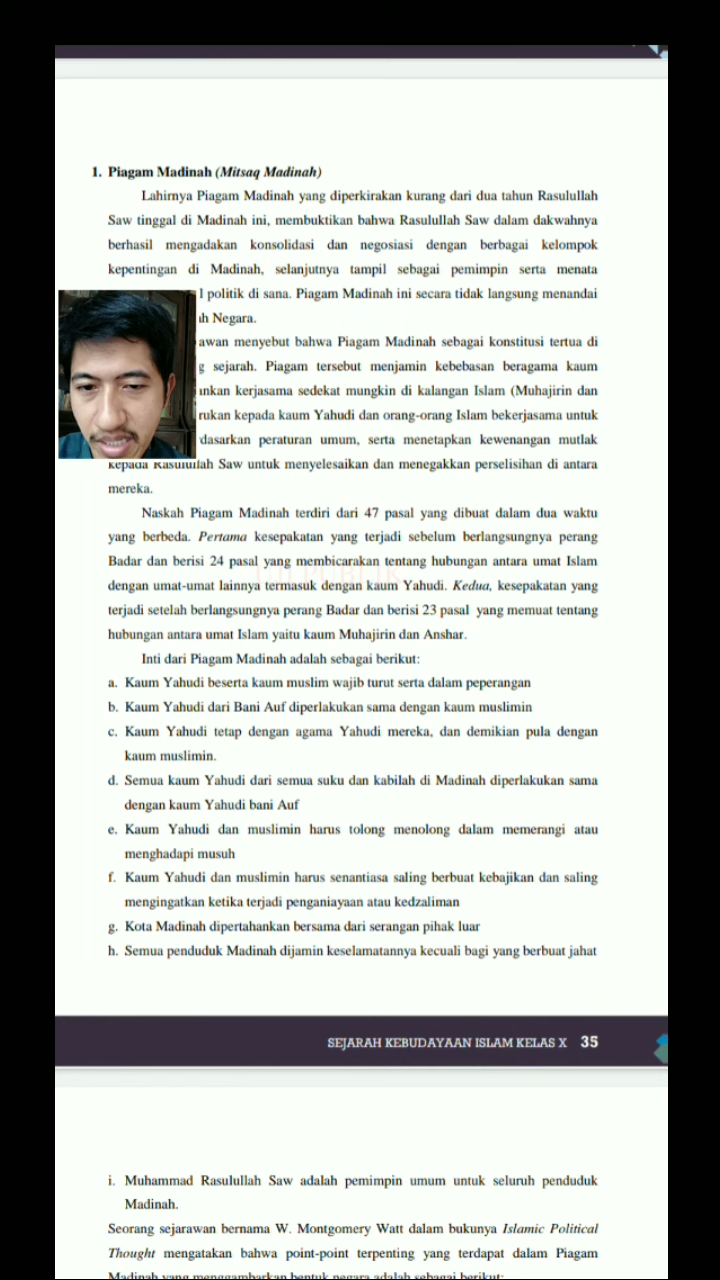 1. Piagam Madinah (Mitsaq Madinah)
Lahirnya Piagam Madinah yang diperkirakan kurang dari dua tahun Rasulullah
Saw tinggal di Madinah ini, membuktikan bahwa Rasulullah Saw dalam dakwahnya
berhasil mengadakan konsolidasi dan negosiasi dengan berbagai kelompok
kepentingan di Madinah, selanjutnya tampil sebagai pemimpin serta menata
l politik di sana. Piagam Madinah ini secara tidak langsung menandai
ah Negara.
awan menyebut bahwa Piagam Madinah sebagai konstitusi tertua di
g sejarah. Piagam tersebut menjamin kebebasan beragama kaum
ankan kerjasama sedekat mungkin di kalangan Islam (Muhajirin dan
rukan kepada kaum Yahudi dan orang-orang Islam bekerjasama untuk
dasarkan peraturan umum, serta menetapkan kewenangan mutlak
kepada Rasulullah Saw untuk menyelesaikan dan menegakkan perselisihan di antara
mereka.
Naskah Piagam Madinah terdiri dari 47 pasal yang dibuat dalam dua waktu
yang berbeda. Pertama kesepakatan yang terjadi sebelum berlangsungnya perang
Badar dan berisi 24 pasal yang membicarakan tentang hubungan antara umat Islam
dengan umat-umat lainnya termasuk dengan kaum Yahudi. Kedua, kesepakatan yang
terjadi setelah berlangsungnya perang Badar dan berisi 23 pasal yang memuat tentang
hubungan antara umat Islam yaitu kaum Muhajirin dan Anshar.
Inti dari Piagam Madinah adalah sebagai berikut:
a. Kaum Yahudi beserta kaum muslim wajib turut serta dalam peperangan
b. Kaum Yahudi dari Bani Auf diperlakukan sama dengan kaum muslimin
c. Kaum Yahudi tetap dengan agama Yahudi mereka, dan demikian pula dengan
kaum muslimin.
d. Semua kaum Yahudi dari semua suku dan kabilah di Madinah diperlakukan sama
dengan kaum Yahudi bani Auf
e. Kaum Yahudi dan muslimin harus tolong menolong dalam memerangi atau
menghadapi musuh
f. Kaum Yahudi dan muslimin harus senantiasa saling berbuat kebajikan dan saling
mengingatkan ketika terjadi penganiayaan atau kedzaliman
g. Kota Madinah dipertahankan bersama dari serangan pihak luar
h. Semua penduduk Madinah dijamin keselamatannya kecuali bagi yang berbuat jahat
SEJARAH KEBUDAYAAN ISLAM KELAS X 35
i. Muhammad Rasulullah Saw adalah pemimpin umum untuk seluruh penduduk
Madinah.
Seorang sejarawan bernama W. Montgomery Watt dalam bukunya Islamic Political
Thought mengatakan bahwa point-point terpenting yang terdapat dalam Piagam
Madinah yang menggambarkan bentuk negara adalah sebagai berikut: